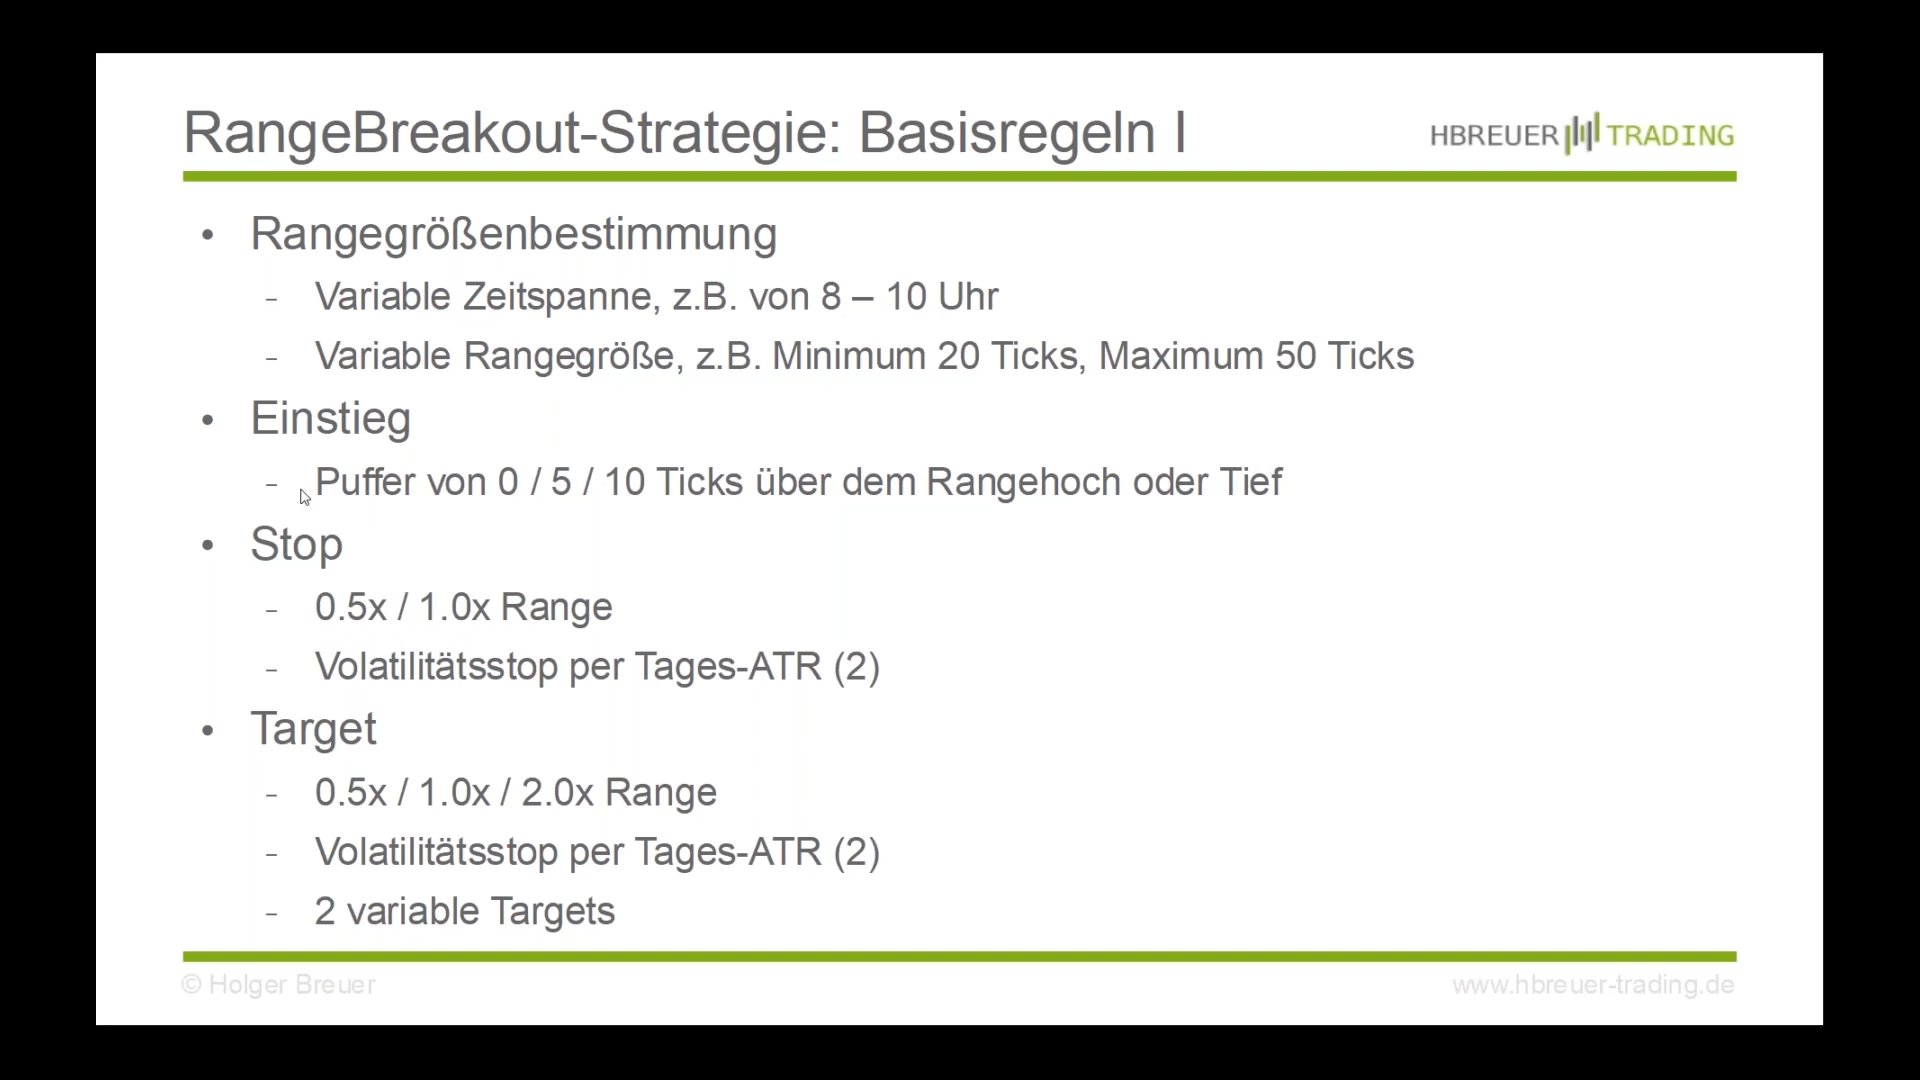 RangeBreakout-Strategie: Basisregeln I
HBREUER TRADING
• Rangegrößenbestimmung
- Variable Zeitspanne, z.B. von 8 – 10 Uhr
- Variable Rangegröße, z.B. Minimum 20 Ticks, Maximum 50 Ticks
• Einstieg
- Puffer von 0 / 5 / 10 Ticks über dem Rangehoch oder Tief
• Stop
- 0.5x / 1.0x Range
- Volatilitätsstop per Tages-ATR (2)
• Target
- 0.5x / 1.0x / 2.0x Range
- Volatilitätsstop per Tages-ATR (2)
- 2 variable Targets
© Holger Breuer
www.hbreuer-trading.de